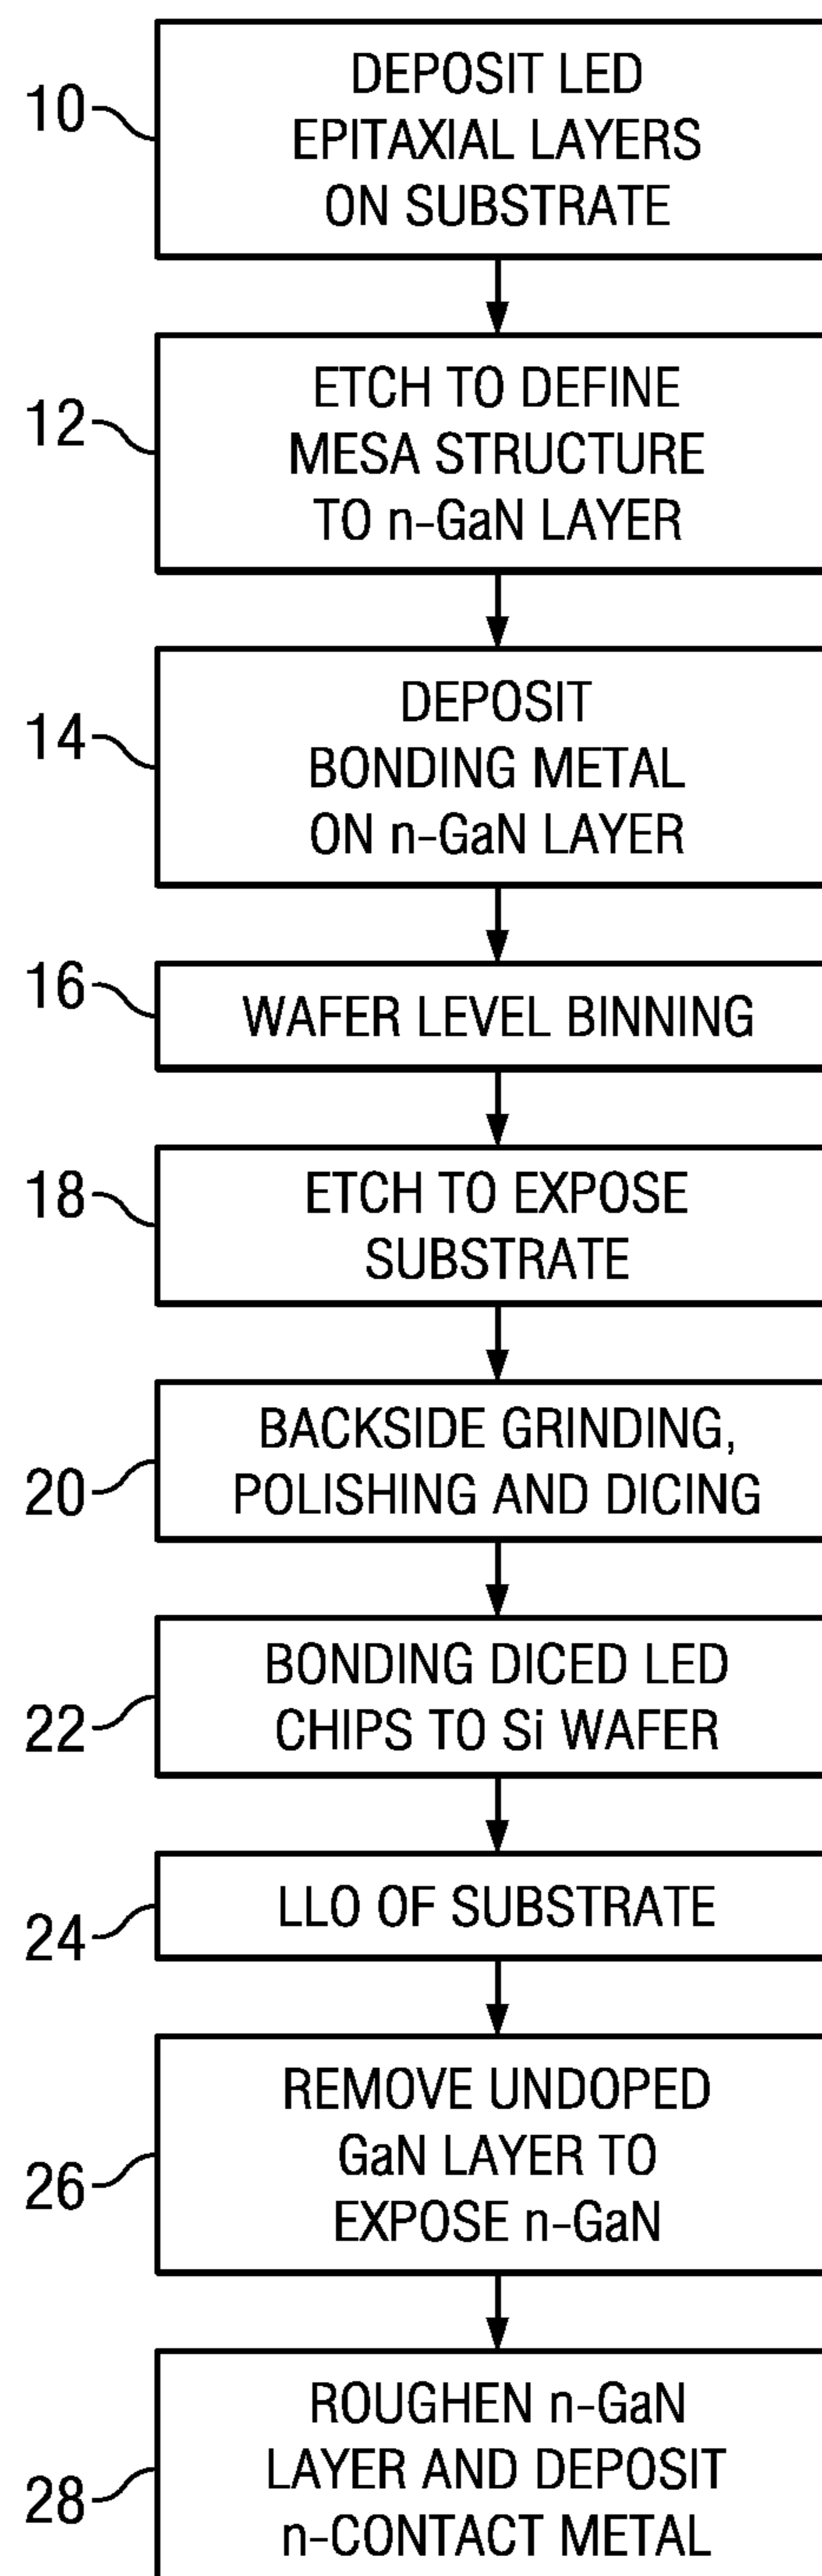 10
DEPOSIT LED
EPITAXIAL LAYERS
ON SUBSTRATE
12
ETCH TO DEFINE
MESA STRUCTURE
TO n-GaN LAYER
14
DEPOSIT
BONDING METAL
ON n-GaN LAYER
16
WAFER LEVEL BINNING
18
ETCH TO EXPOSE
SUBSTRATE
20
BACKSIDE GRINDING,
POLISHING AND DICING
22
BONDING DICED LED
CHIPS TO Si WAFER
24
LLO OF SUBSTRATE
26
REMOVE UNDOPED
GaN LAYER TO
EXPOSE n-GaN
28
ROUGHEN n-GaN
LAYER AND DEPOSIT
n-CONTACT METAL